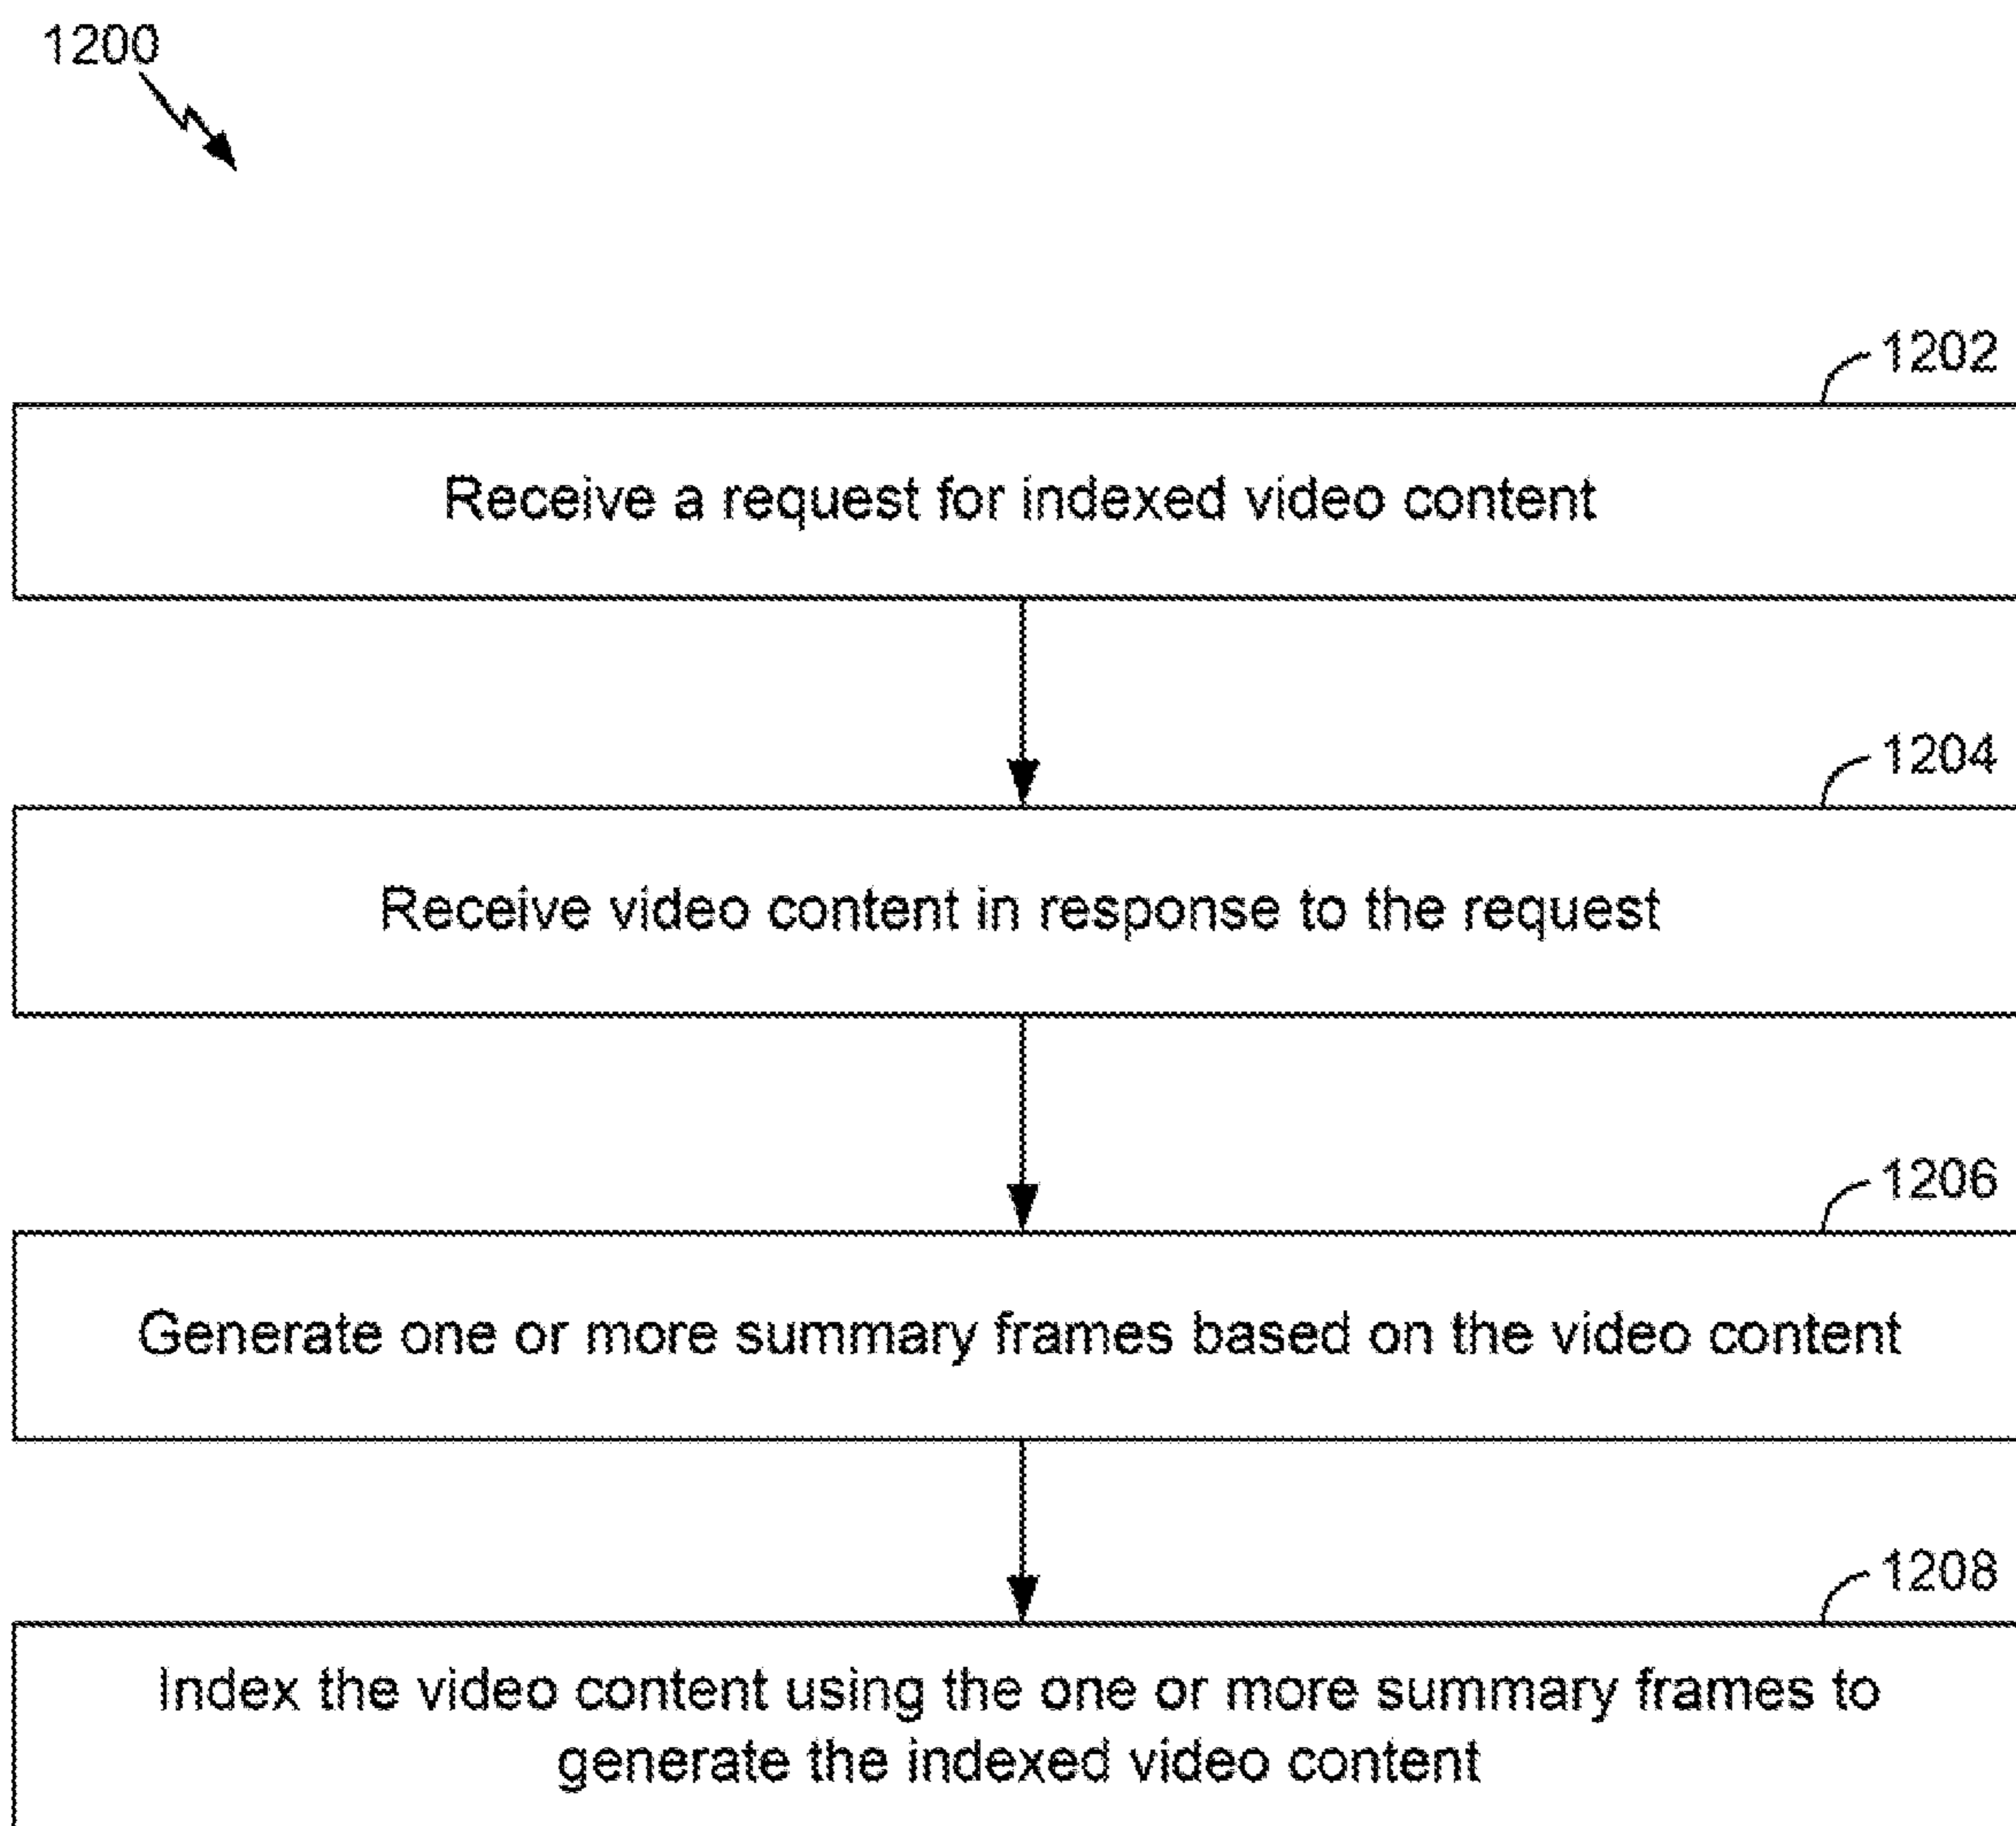 1200
1202
Receive a request for indexed video content
1204
Receive video content in response to the request
1206
Generate one or more summary frames based on the video content
1208
Index the video content using the one or more summary frames to
generate the indexed video content